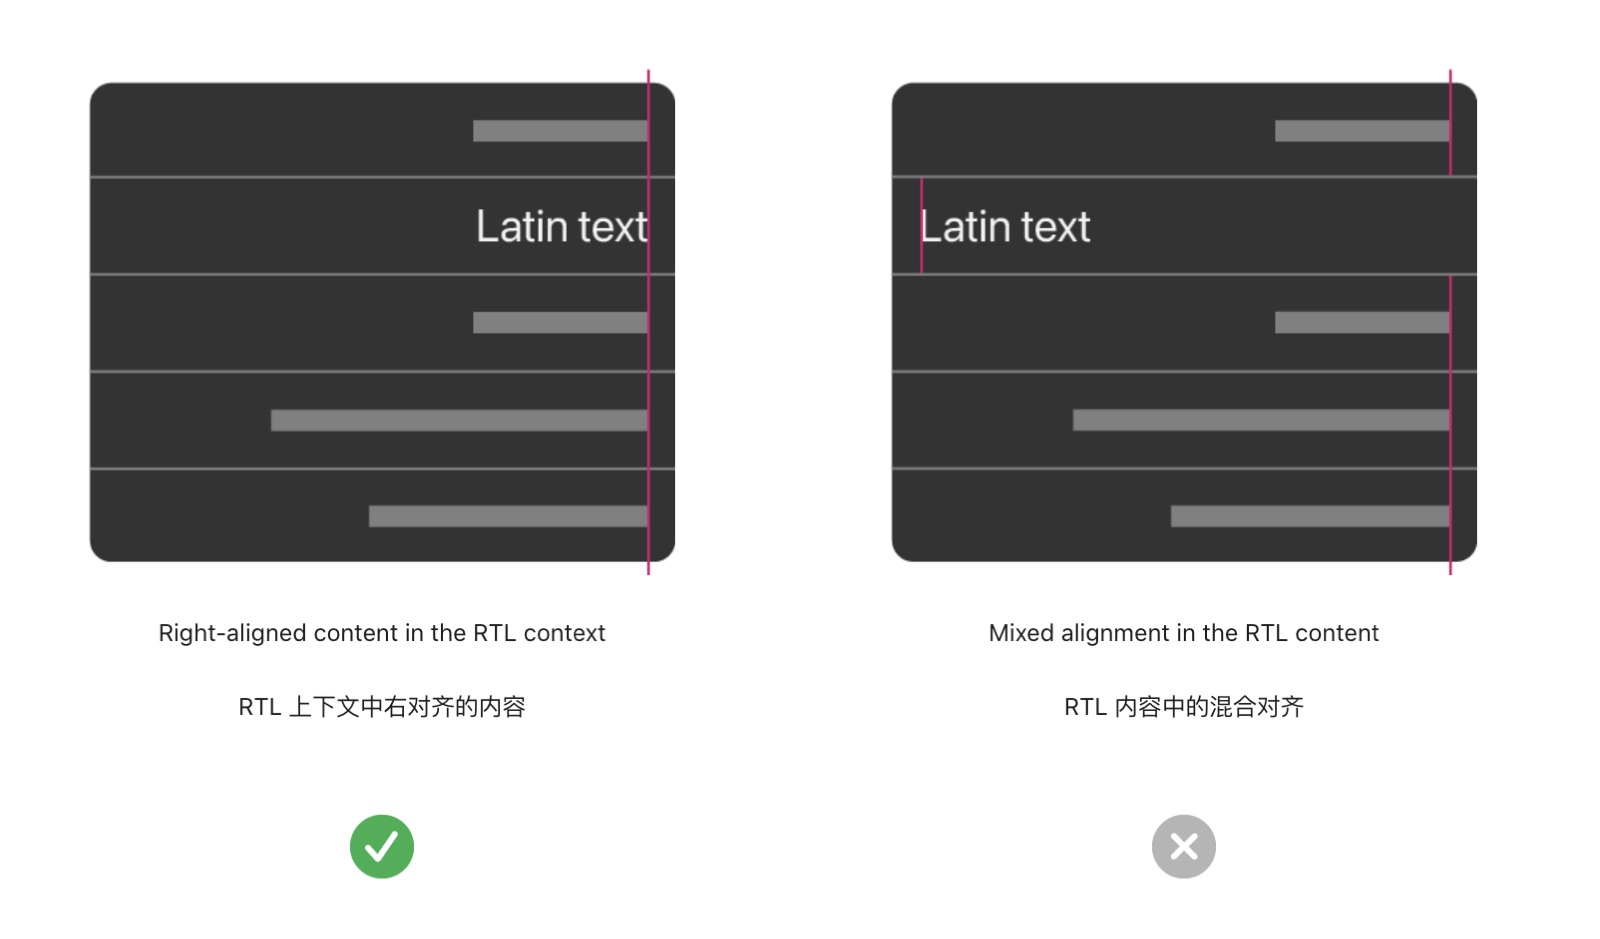 Latin text
Latin text
Right-aligned content in the RTL context
RTL 上下文中右对齐的内容
Mixed alignment in the RTL content
RTL 内容中的混合对齐